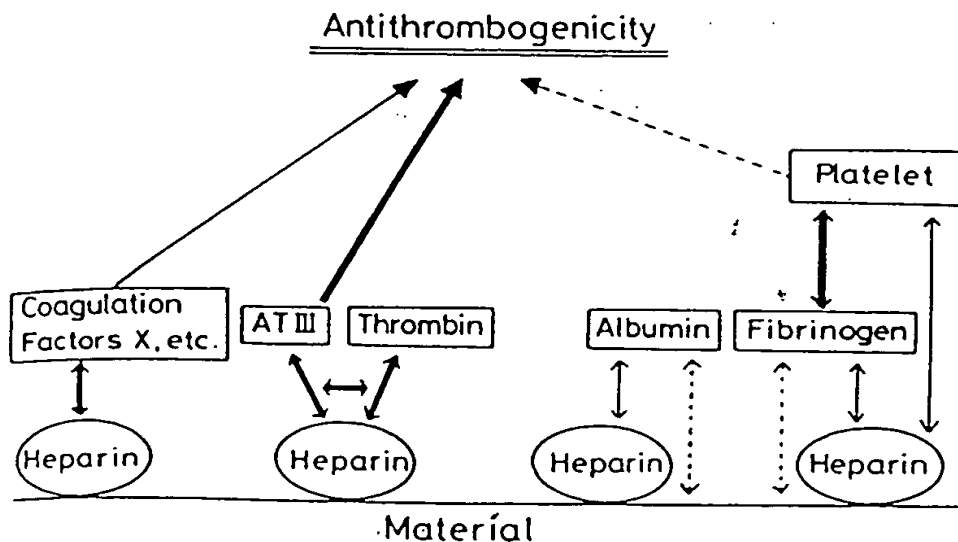 Antithrombogenicity
Platelet
Coagulation
Factors X, etc.
AT III
Thrombin
Albumin
Fibrinogen
Heparin
Heparin
Heparin
Heparin
Material